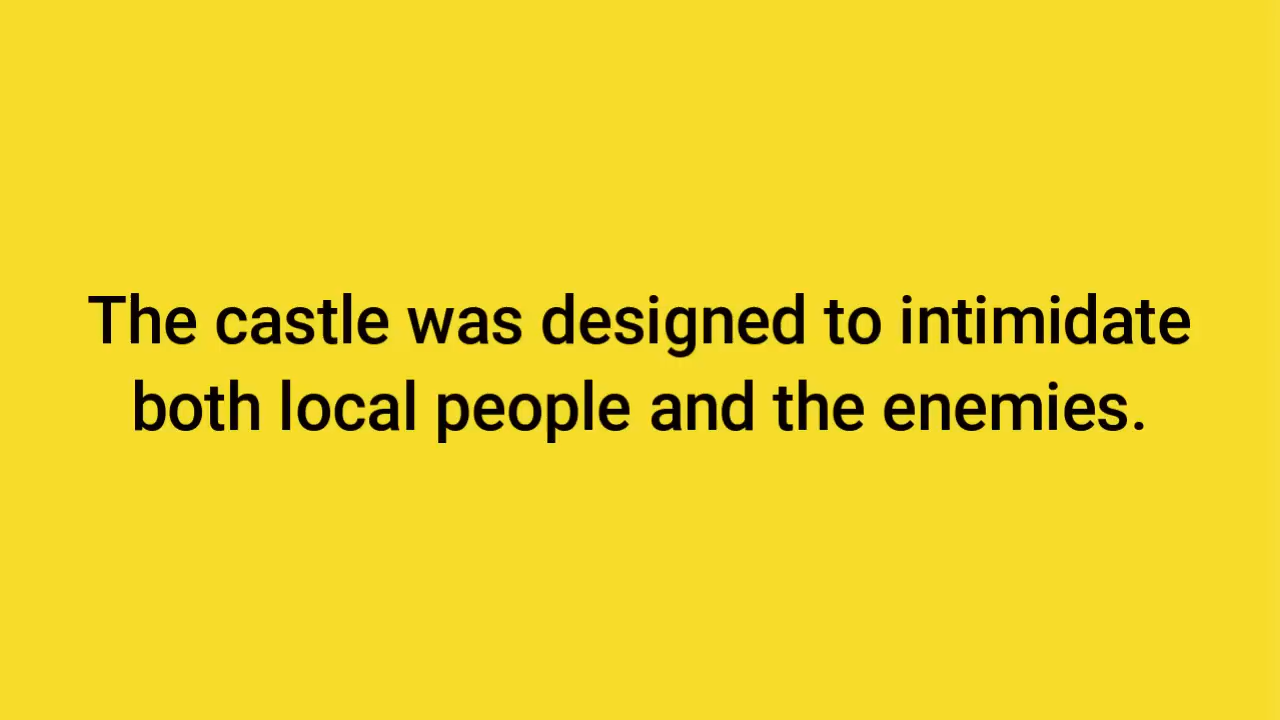 The castle was designed to intimidate
both local people and the enemies.